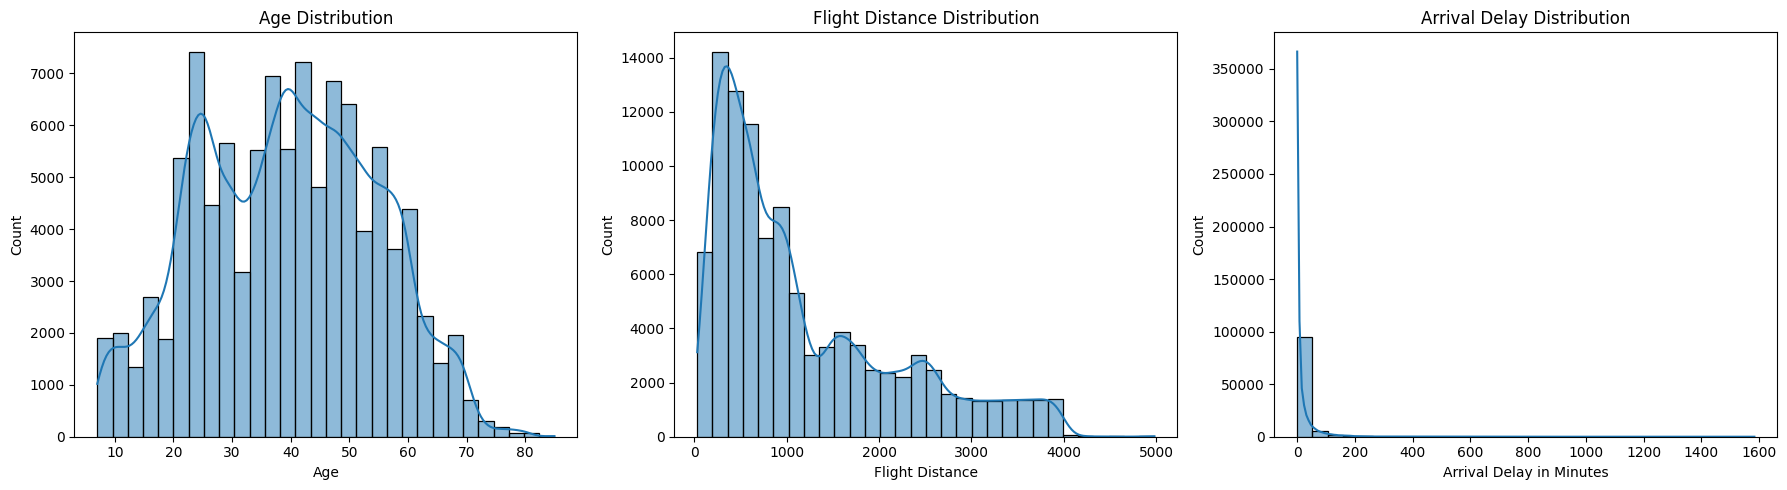 Age Distribution
Count
7000
6000
5000
4000
3000
2000
1000
0
10 20 30 40 50 60 70 80
Age
Flight Distance Distribution
Count
14000
12000
10000
8000
6000
4000
2000
0
0 1000 2000 3000 4000 5000
Flight Distance
Arrival Delay Distribution
Count
350000
300000
250000
200000
150000
100000
50000
0
0 200 400 600 800 1000 1200 1400 1600
Arrival Delay in Minutes